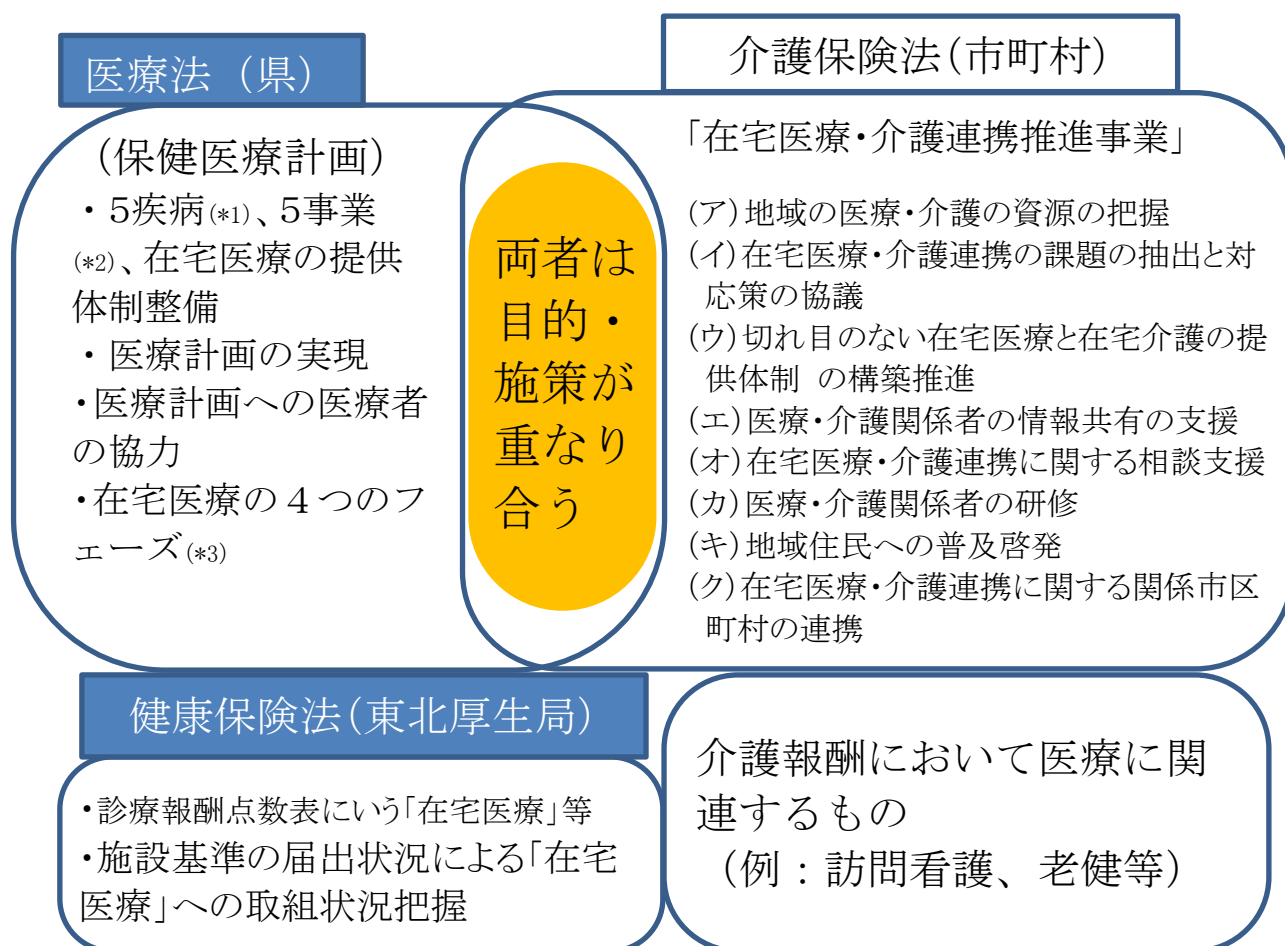 医療法（県）
(保健医療計画)
・５疾病(*1)、５事業
(*2)、在宅医療の提供
体制整備
・医療計画の実現
・医療計画への医療者
の協力
・在宅医療の４つのフ
ェーズ(*3)
両者は
目的・
施策が
重なり
合う
介護保険法(市町村)
「在宅医療・介護連携推進事業」
(ア)地域の医療・介護の資源の把握
(イ)在宅医療・介護連携の課題の抽出と対
応策の協議
(ウ)切れ目のない在宅医療と在宅介護の提
供体制 の構築推進
(エ)医療・介護関係者の情報共有の支援
(オ)在宅医療・介護連携に関する相談支援
(カ)医療・介護関係者の研修
(キ)地域住民への普及啓発
(ク)在宅医療・介護連携に関する関係市区
町村の連携
健康保険法(東北厚生局)
・診療報酬点数表にいう「在宅医療」等
・施設基準の届出状況による「在宅
医療」への取組状況把握
介護報酬において医療に関
連するもの
（例：訪問看護、老健等）